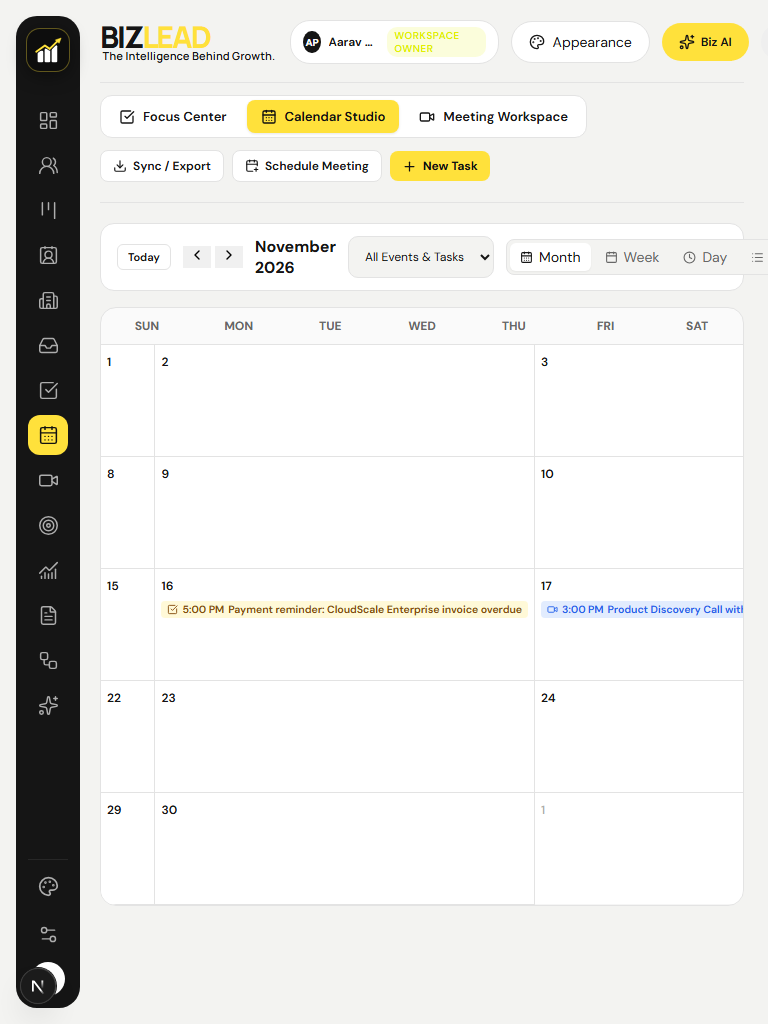 BIZLEAD
The Intelligence Behind Growth.
AP Aarav ... WORKSPACE OWNER
Appearance
Biz AI
Focus Center
Calendar Studio
Meeting Workspace
Sync / Export
Schedule Meeting
New Task
Today
November 2026
All Events & Tasks
Month
Week
Day
SUN MON TUE WED THU FRI SAT
1 2 3
8 9 10
15 16 17
5:00 PM Payment reminder: CloudScale Enterprise invoice overdue
3:00 PM Product Discovery Call with
22 23 24
29 30 1
N